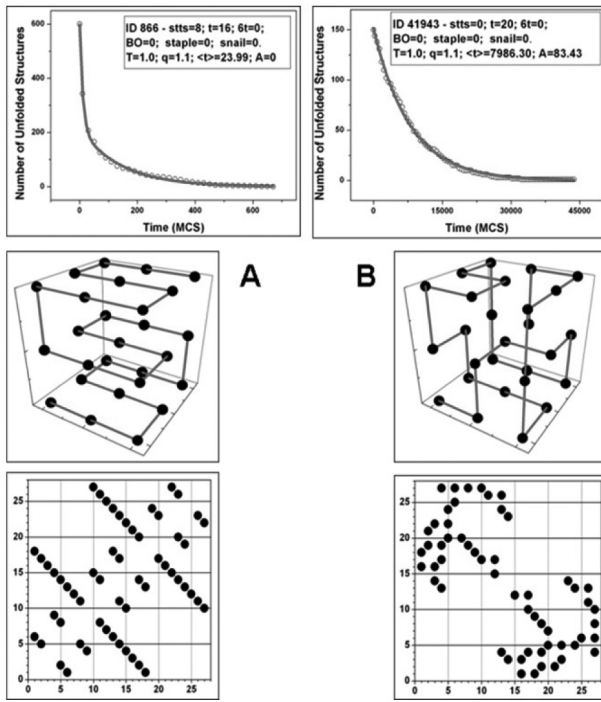 ID 866 - stts=8; t=16; 6t=0;
BO=0; staple=0; snail=0.
T=1.0; q=1.1; <t>=23.99; A=0
Number of Unfolded Structures
600
400
200
0
0 200 400 600
Time (MCS)
ID 41943 - stts=0; t=20; 6t=0;
BO=0; staple=0; snail=0.
T=1.0; q=1.1; <t>=7986.30; A=83.43
Number of Unfolded Structures
150
100
50
0
0 15000 30000 45000
Time (MCS)
A
B
25
20
15
10
5
0
0 5 10 15 20 25
25
20
15
10
5
0
0 5 10 15 20 25